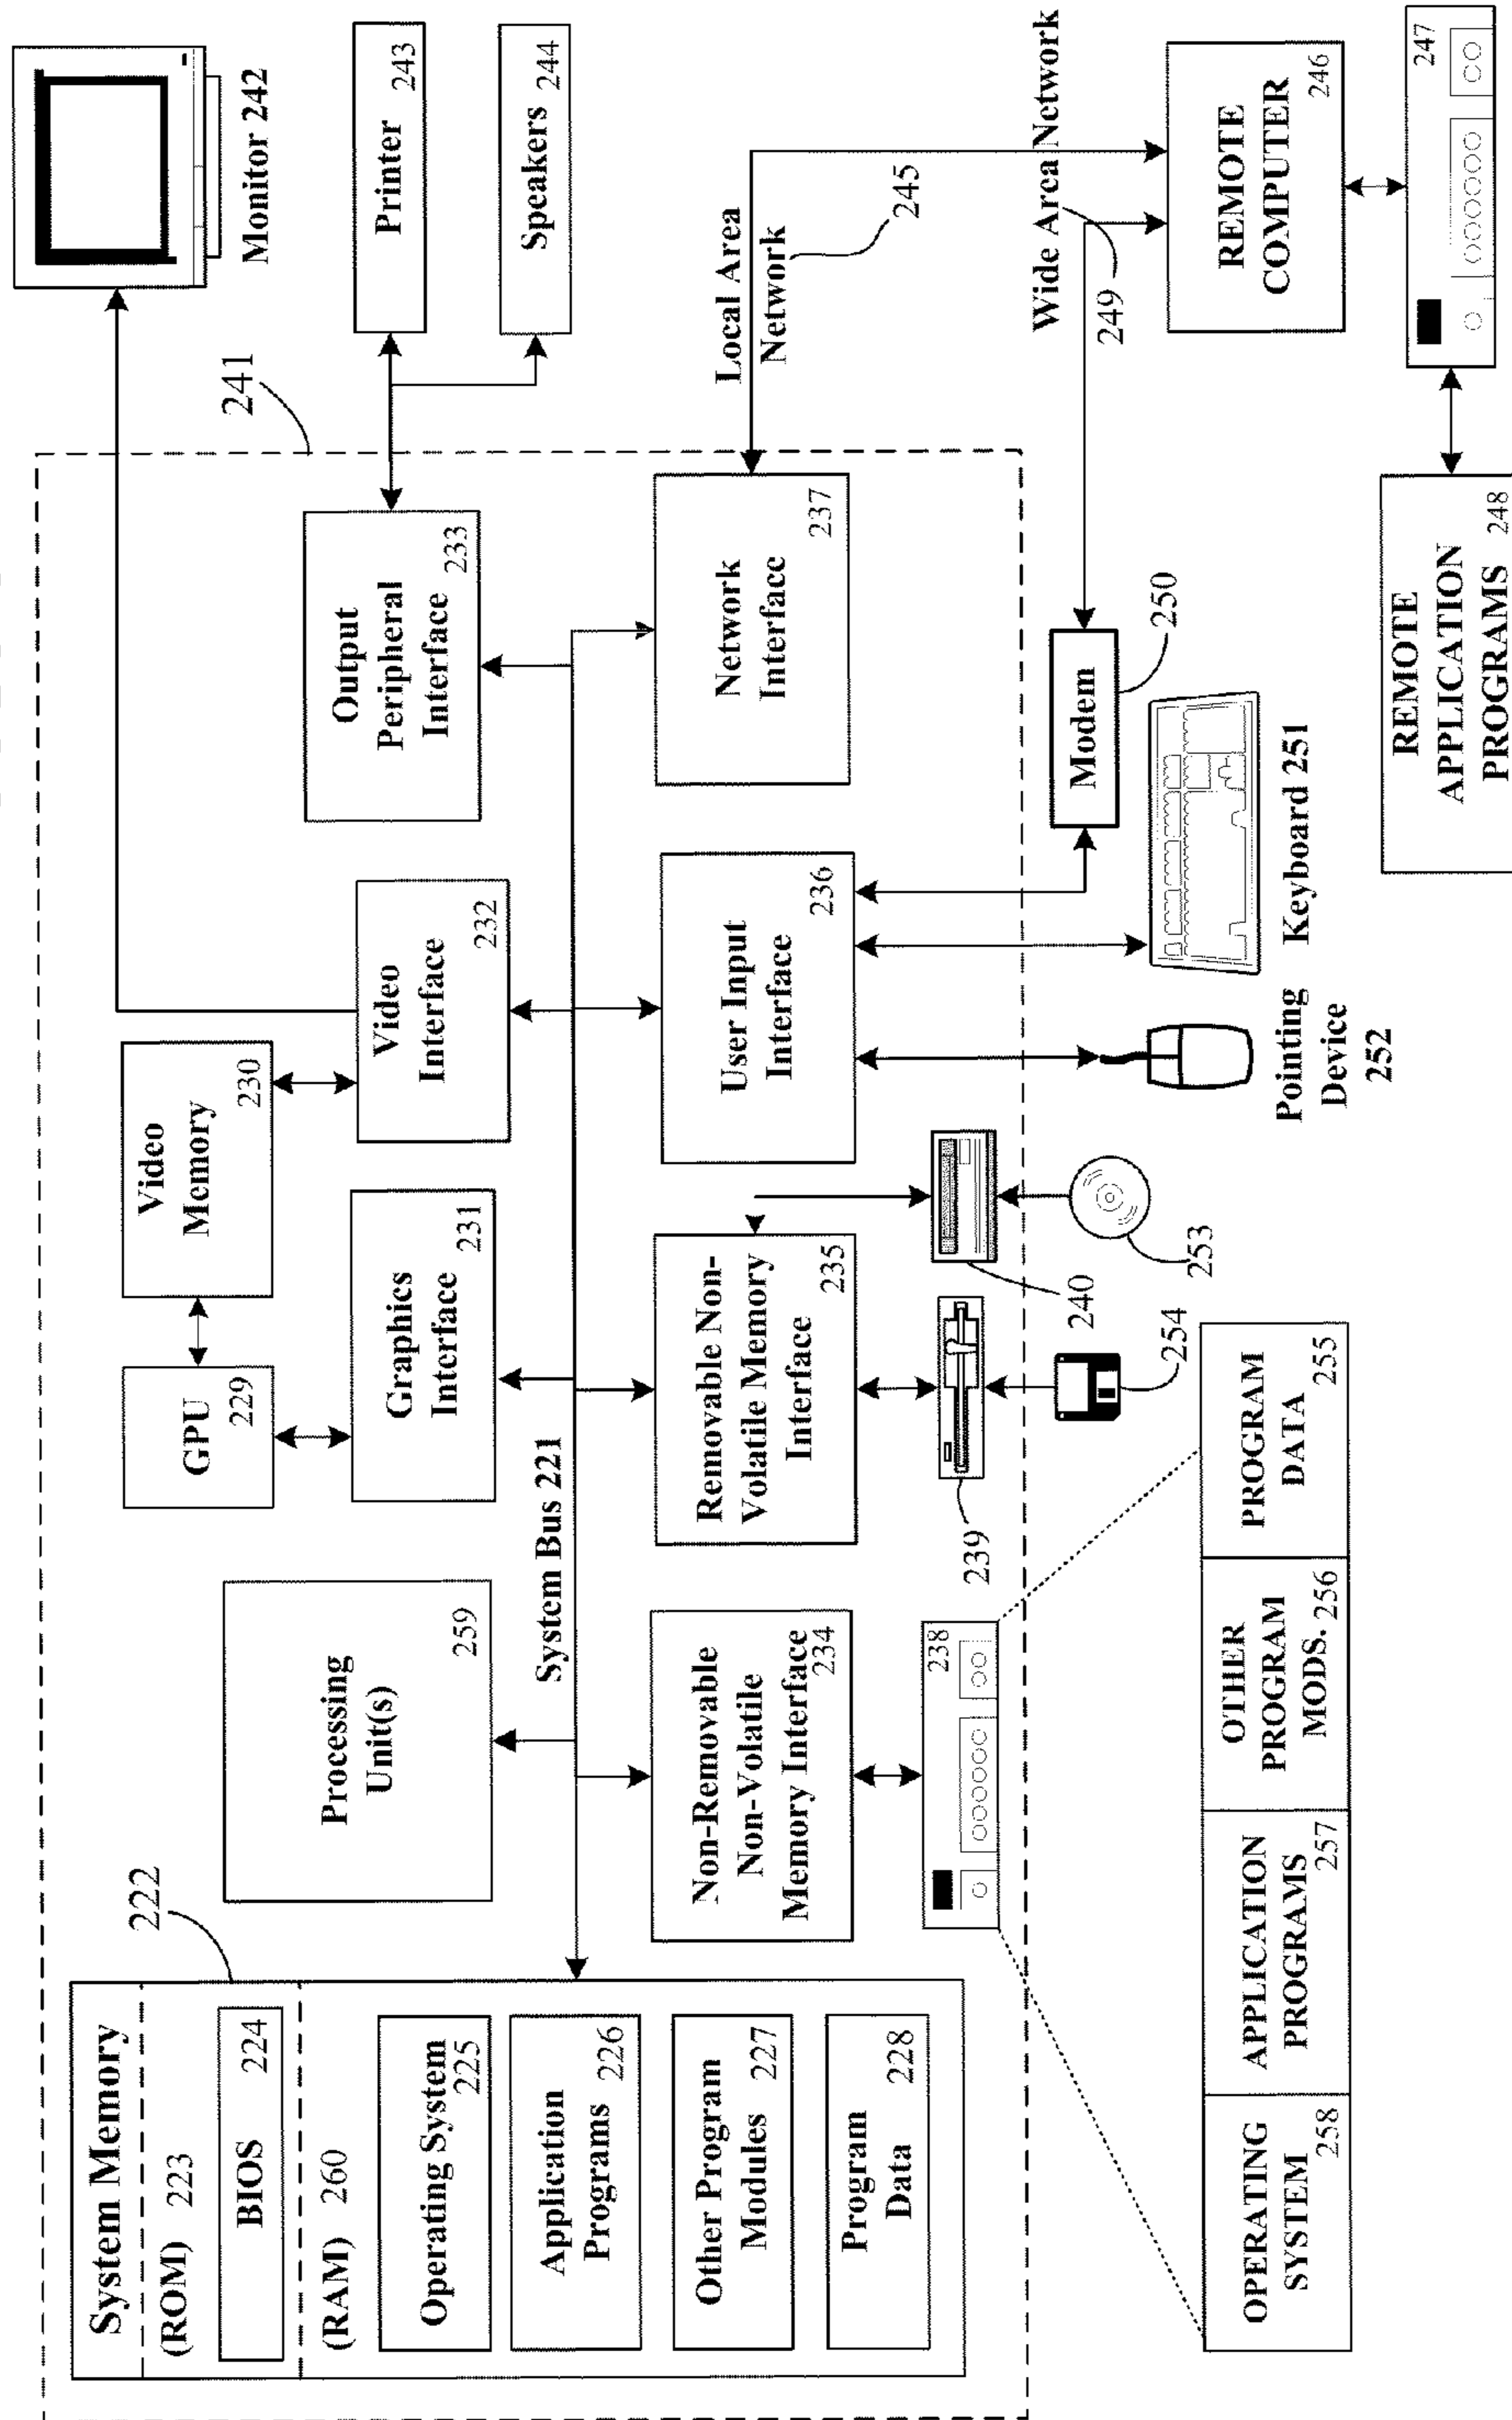 System Memory
(ROM) 223
BIOS 224
(RAM) 260
Operating System
225
Application
Programs 226
Other Program
Modules 227
Program
Data 228
222
Processing
Unit(s)
259
System Bus 221
GPU
229
Video
Memory
230
Graphics
Interface
231
Video
Interface
232
Output
Peripheral
Interface
233
241
Monitor 242
Printer
243
Speakers
244
Non-Removable
Non-Volatile
Memory Interface
234
Removable Non-
Volatile Memory
Interface
235
User Input
Interface
236
Network
Interface
237
Local Area
Network
245
238
239
240
254
253
Pointing
Device
252
Keyboard 251
Modem
250
Wide Area Network
249
REMOTE
COMPUTER
246
247
REMOTE
APPLICATION
PROGRAMS 248
OPERATING
SYSTEM 258
APPLICATION
PROGRAMS
257
OTHER
PROGRAM
MODS. 256
PROGRAM
DATA 255